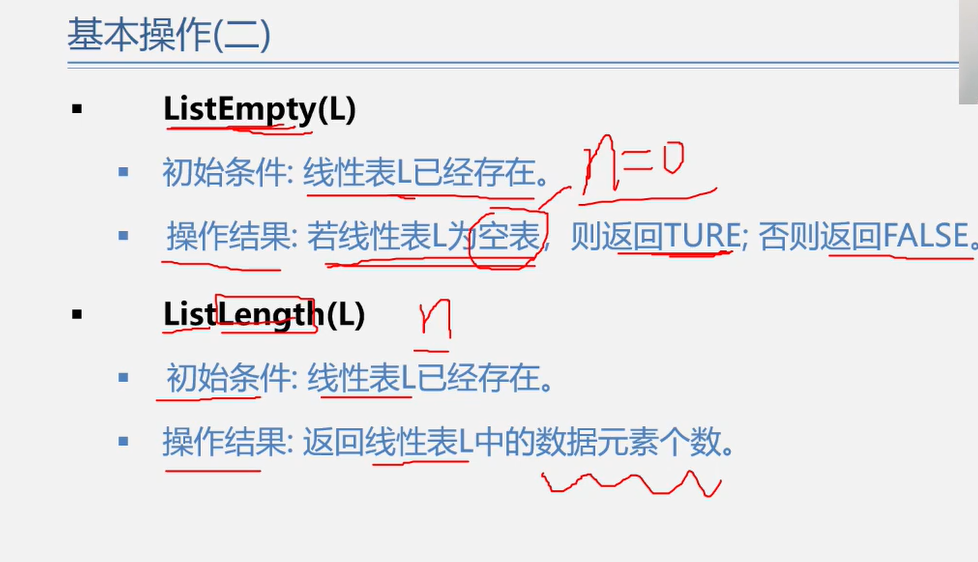 基本操作(二)
ListEmpty(L)
初始条件: 线性表L已经存在。
n=0
操作结果: 若线性表L为空表，则返回TURE; 否则返回FALSE。
ListLength(L) n
初始条件: 线性表L已经存在。
操作结果: 返回线性表L中的数据元素个数。